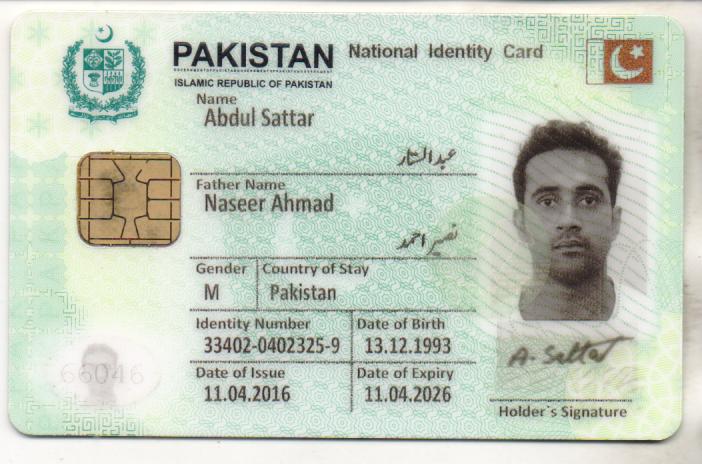 PAKISTAN National Identity Card
ISLAMIC REPUBLIC OF PAKISTAN
Name
Abdul Sattar
عبدالستار
Father Name
Naseer Ahmad
نصیر احمد
Gender Country of Stay
M Pakistan
Identity Number Date of Birth
33402-0402325-9 13.12.1993
Date of Issue Date of Expiry
11.04.2016 11.04.2026
66046
A. Sattar
Holder`s Signature